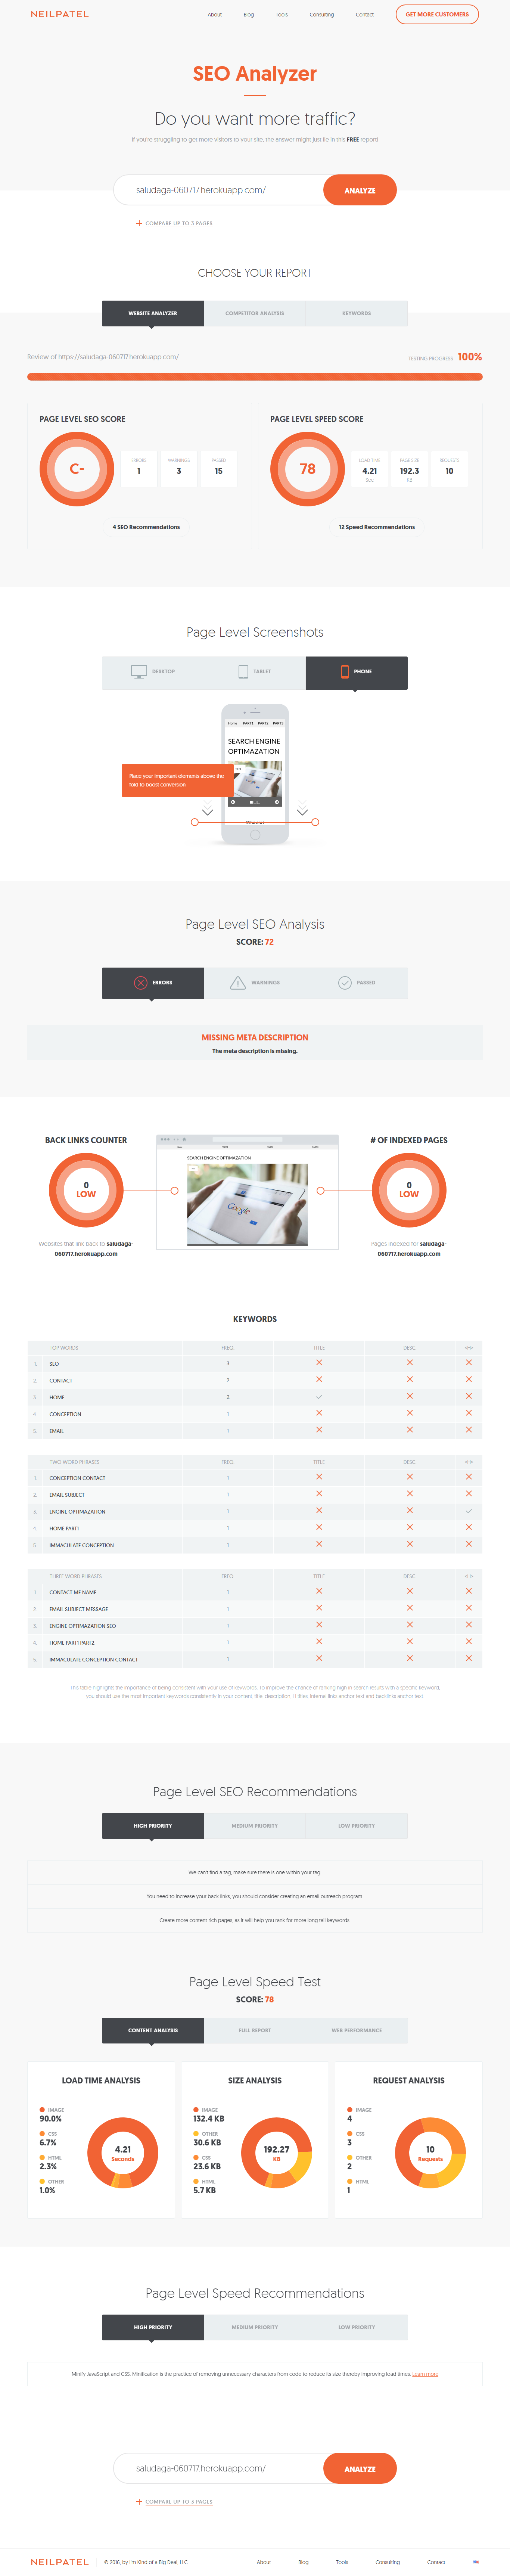 NEILPATEL
About Blog Tools Consulting Contact GET MORE CUSTOMERS
SEO Analyzer
Do you want more traffic?
If you're struggling to get more visitors to your site, the answer might just lie in this FREE report!
saludaga-060717.herokuapp.com/ ANALYZE
COMPARE UP TO 3 PAGES
CHOOSE YOUR REPORT
WEBSITE ANALYZER COMPETITOR ANALYSIS KEYWORDS
Review of https://saludaga-060717.herokuapp.com/ TESTING PROGRESS 100%
PAGE LEVEL SEO SCORE
C-
ERRORS WARNINGS PASSED
1 3 15
4 SEO Recommendations
PAGE LEVEL SPEED SCORE
78
LOAD TIME PAGE SIZE REQUESTS
4.21 192.3 10
Sec. KB
12 Speed Recommendations
Page Level Screenshots
DESKTOP TABLET PHONE
Home PART1 PART2 PART3
SEARCH ENGINE
OPTIMAZATION
Place your important elements above the
fold to boost conversion
Page Level SEO Analysis
SCORE: 72
ERRORS WARNINGS PASSED
MISSING META DESCRIPTION
The meta description is missing.
BACK LINKS COUNTER
0
LOW
Websites that link back to saludaga-
060717.herokuapp.com
SEARCH ENGINE OPTIMAZATION
Google
# OF INDEXED PAGES
0
LOW
Pages indexed for saludaga-
060717.herokuapp.com
KEYWORDS
TOP WORDS FREQ. TITLE DESC. <H>
1. SEO 3
2. CONTACT 2
3. HOME 2
4. CONCEPTION 1
5. EMAIL 1
TWO WORD PHRASES FREQ. TITLE DESC. <H>
1. CONCEPTION CONTACT 1
2. EMAIL SUBJECT 1
3. ENGINE OPTIMAZATION 1
4. HOME PART1 1
5. IMMACULATE CONCEPTION 1
THREE WORD PHRASES FREQ. TITLE DESC. <H>
1. CONTACT ME NAME 1
2. EMAIL SUBJECT MESSAGE 1
3. ENGINE OPTIMAZATION SEO 1
4. HOME PART1 PART2 1
5. IMMACULATE CONCEPTION CONTACT 1
This table highlights the importance of being consistent with your use of keywords. To improve the chance of ranking high in search results with a specific keyword,
you should use the most important keywords consistently in your content, title, description, H titles, internal links anchor text and backlinks anchor text.
Page Level SEO Recommendations
HIGH PRIORITY MEDIUM PRIORITY LOW PRIORITY
We can't find a tag, make sure there is one within your tag.
You need to increase your back links, you should consider creating an email outreach program.
Create more content rich pages, as it will help you rank for more long tail keywords.
Page Level Speed Test
SCORE: 78
CONTENT ANALYSIS FULL REPORT WEB PERFORMANCE
LOAD TIME ANALYSIS
IMAGE
90.0%
CSS
6.7%
HTML
2.3%
OTHER
1.0%
4.21
Seconds
SIZE ANALYSIS
IMAGE
132.4 KB
OTHER
30.6 KB
CSS
23.6 KB
HTML
5.7 KB
192.27
KB
REQUEST ANALYSIS
IMAGE
4
CSS
3
OTHER
2
HTML
1
10
Requests
Page Level Speed Recommendations
HIGH PRIORITY MEDIUM PRIORITY LOW PRIORITY
Minify JavaScript and CSS. Minification is the practice of removing unnecessary characters from code to reduce its size thereby improving load times. Learn more
saludaga-060717.herokuapp.com/ ANALYZE
COMPARE UP TO 3 PAGES
NEILPATEL © 2016, by I'm Kind of a Big Deal, LLC About Blog Tools Consulting Contact